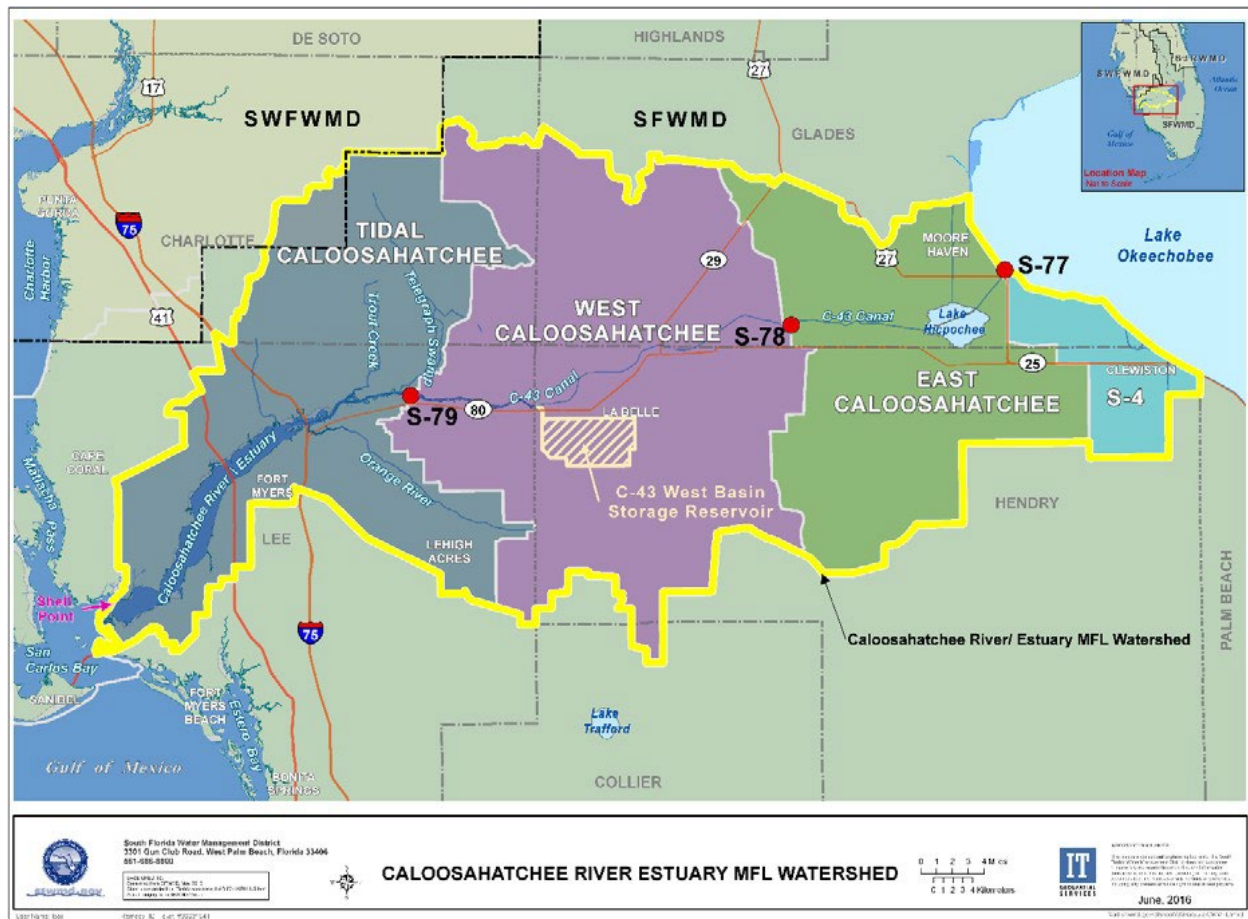 DE SOTO
HIGHLANDS
27
17
SWFWMD
SFWMD
GLADES
SWFWMD
SJRWMD
Atlantic
Ocean
Gulf of
Mexico
SFWMD
Location Map
Not to Scale
PUNTA
GORDA
75
CHARLOTTE
Charlotte
Harbor
41
TIDAL
CALOOSAHATCHEE
Telegraph Swamp
Trout Creek
29
WEST
CALOOSAHATCHEE
27
MOORE
HAVEN
S-77
Lake
Okeechobee
S-78
C-43 Canal
Lake
Hicpochee
25
CLEWISTON
S-4
EAST
CALOOSAHATCHEE
C-43 Canal
S-79
80
LA BELLE
C-43 West Basin
Storage Reservoir
Orange River
CAPE
CORAL
Matlacha Pass
Caloosahatchee River / Estuary
FORT
MYERS
LEE
LEHIGH
ACRES
HENDRY
PALM BEACH
Shell
Point
75
Caloosahatchee River/ Estuary MFL Watershed
San
Carlos Bay
SANIBEL
FORT
MYERS
BEACH
Estero Bay
Lake
Trafford
Gulf of Mexico
BONITA
SPRINGS
COLLIER
South Florida Water Management District
3301 Gun Club Road, West Palm Beach, Florida 33406
561-686-8800
sfwmd.gov
CALOOSAHATCHEE RIVER ESTUARY MFL WATERSHED
0 1 2 3 4 Miles
0 1 2 3 4 Kilometers
IT
GEOSPATIAL
SERVICES
June, 2016